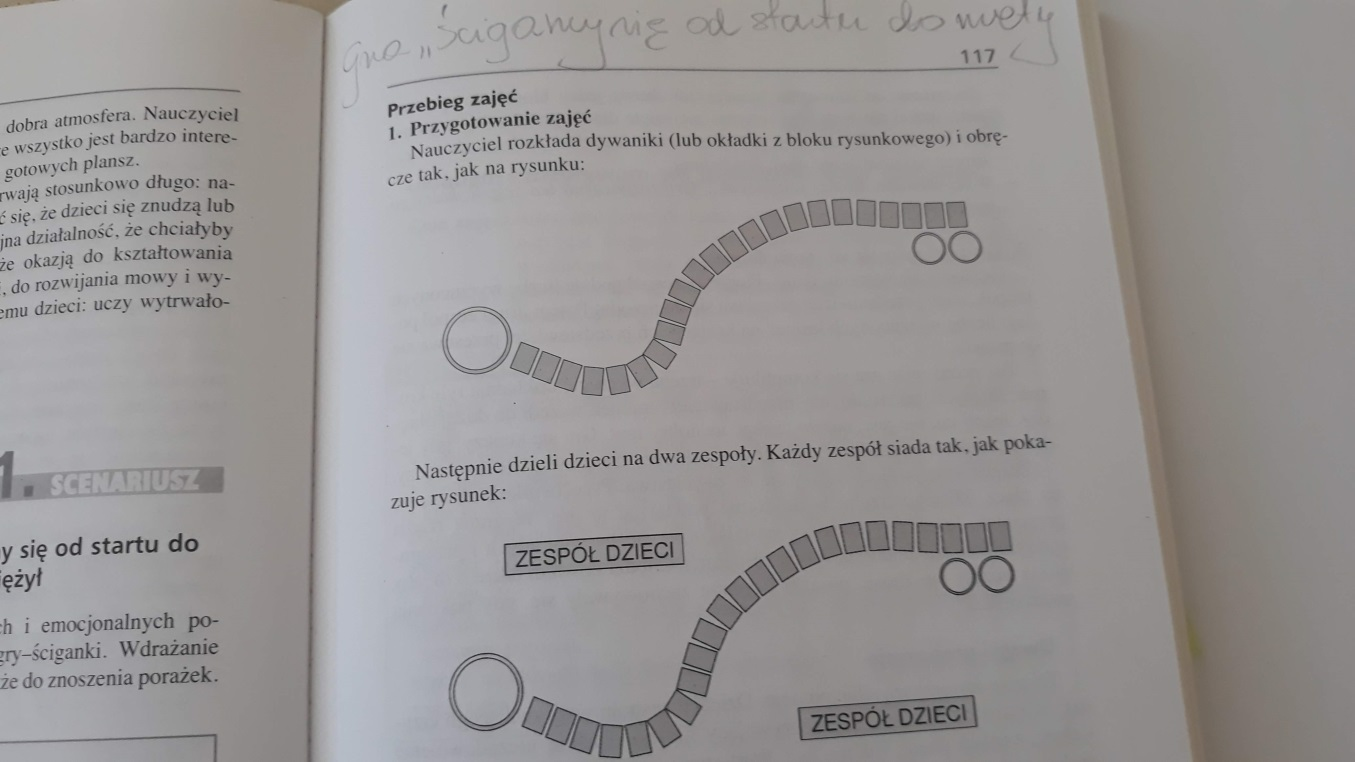 dobra atmosfera. Nauczyciel
e wszystko jest bardzo intere-
gotowych plansz.
rwają stosunkowo długo: na-
ć się, że dzieci się znudzą lub
jna działalność, że chciałyby
że okazją do kształtowania
, do rozwijania mowy i wy-
emu dzieci: uczy wytrwało-
1. SCENARIUSZ
y się od startu do
iężył
ch i emocjonalnych po-
gry–ściganki. Wdrażanie
że do znoszenia porażek.
gra „Ścigamy się od startu do mety
117
Przebieg zajęć
1. Przygotowanie zajęć
Nauczyciel rozkłada dywaniki (lub okładki z bloku rysunkowego) i obrę-
cze tak, jak na rysunku:
Następnie dzieli dzieci na dwa zespoły. Każdy zespół siada tak, jak poka-
zuje rysunek:
ZESPÓŁ DZIECI
ZESPÓŁ DZIECI